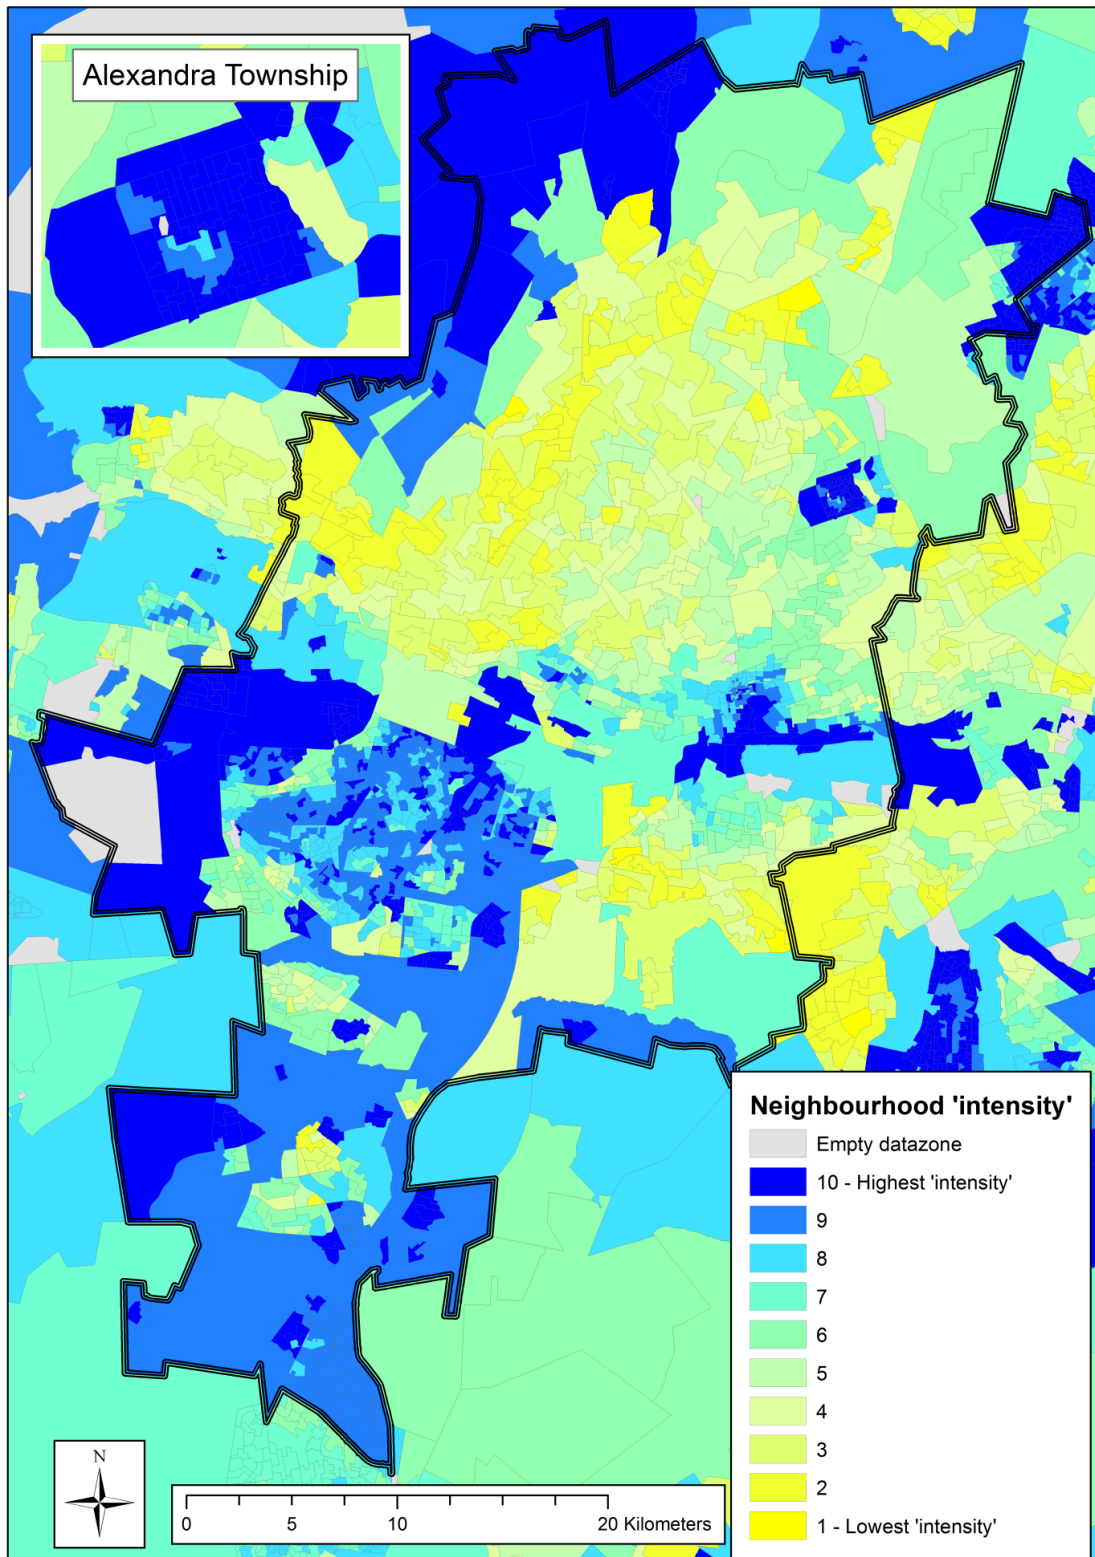 Alexandra Township
Neighbourhood 'intensity'
Empty datazone
10 - Highest 'intensity'
9
8
7
6
5
4
3
2
1 - Lowest 'intensity'
N
0 5 10 20 Kilometers